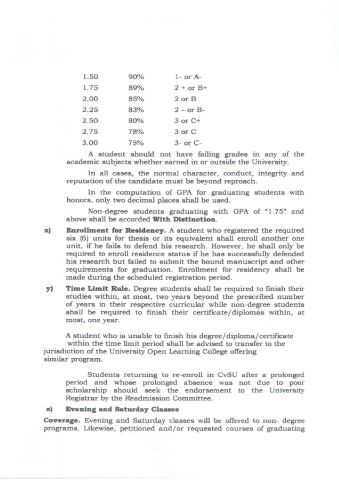 1.50 90% 1- or A-
1.75 89% 2 + or B+
2.00 85% 2 or B
2.25 83% 2 – or B-
2.50 80% 3 or C+
2.75 78% 3 or C
3.00 75% 3- or C-
A student should not have failing grades in any of the
academic subjects whether earned in or outside the University.
In all cases, the normal character, conduct, integrity and
reputation of the candidate must be beyond reproach.
In the computation of GPA for graduating students with
honors, only two decimal places shall be used.
Non-degree students graduating with GPA of "1.75" and
above shall be accorded With Distinction.
x) Enrollment for Residency. A student who registered the required
six (6) units for thesis or its equivalent shall enroll another one
unit, if he fails to defend his research. However, he shall only be
required to enroll residence status if he has successfully defended
his research but failed to submit the bound manuscript and other
requirements for graduation. Enrollment for residency shall be
made during the scheduled registration period.
y) Time Limit Rule. Degree students shall be required to finish their
studies within, at most, two years beyond the prescribed number
of years in their respective curricular while non-degree students
shall be required to finish their certificate/diplomas within, at
most, one year.
A student who is unable to finish his degree/diploma/certificate
within the time limit period shall be advised to transfer to the
jurisdiction of the University Open Learning College offering
similar program.
Students returning to re-enroll in CvSU after a prolonged
period and whose prolonged absence was not due to poor
scholarship should seek the endorsement to the University
Registrar by the Readmission Committee.
z) Evening and Saturday Classes
Coverage. Evening and Saturday classes will be offered to non- degree
programs. Likewise, petitioned and/or requested courses of graduating